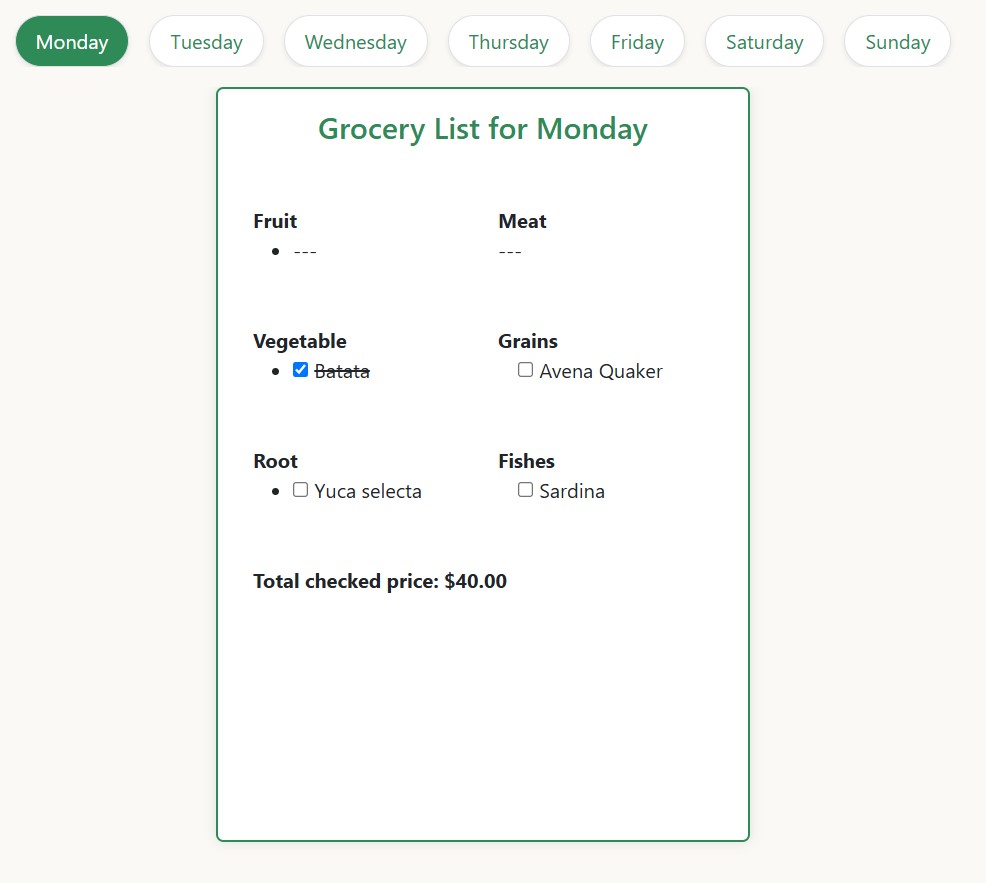 Monday Tuesday Wednesday Thursday Friday Saturday Sunday
Grocery List for Monday
Fruit Meat
• --- ---
Vegetable Grains
• Batata Avena Quaker
Root Fishes
• Yuca selecta Sardina
Total checked price: $40.00